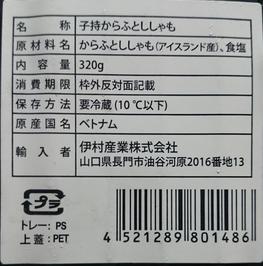 名称 子持からふとししゃも
原材料名 からふとししゃも(アイスランド産)、食塩
内容量 320g
消費期限 枠外反対面記載
保存方法 要冷蔵(10℃以下)
原産国名 ベトナム
輸入者 伊村産業株式会社
山口県長門市油谷河原2016番地13
プラ
トレー: PS
上蓋: PET
4 521289 801486